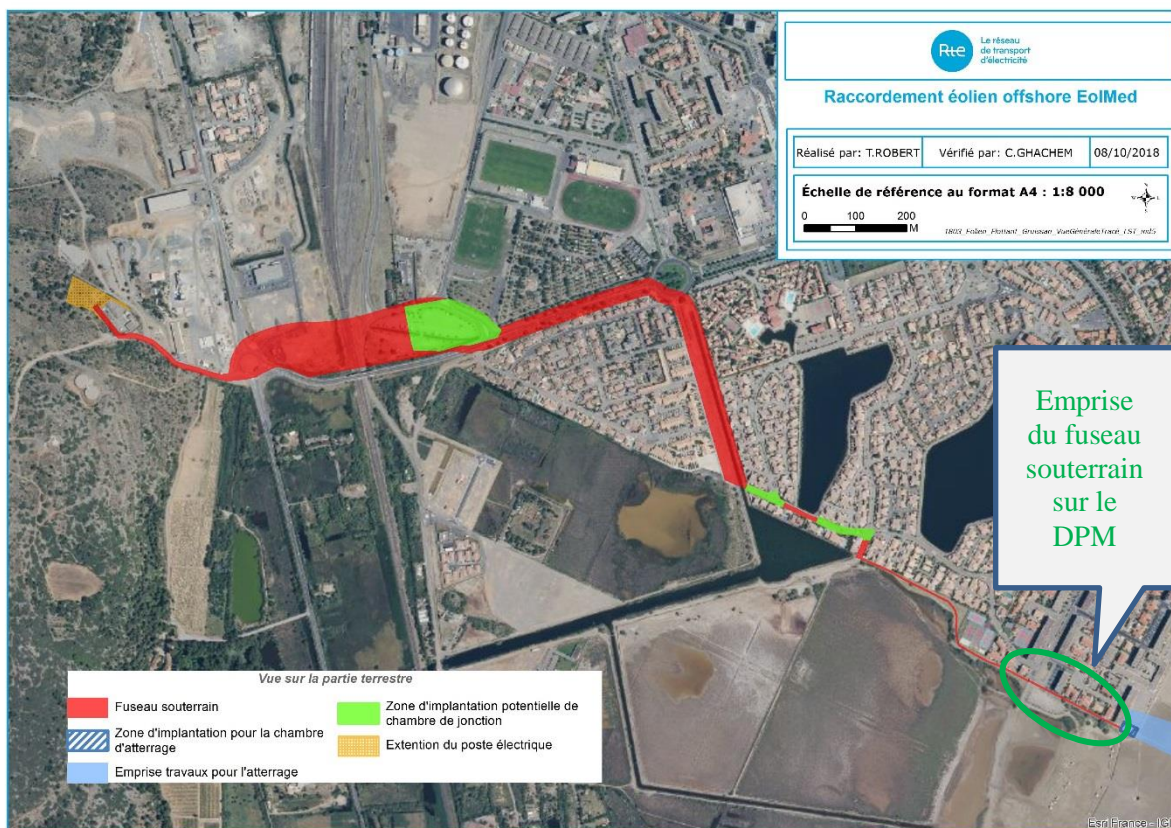 Rte
Le réseau
de transport
d'électricité
Raccordement éolien offshore EolMed
Réalisé par: T.ROBERT
Vérifié par: C.GHACHEM
08/10/2018
Échelle de référence au format A4 : 1:8 000
0 100 200
M
Emprise
du fuseau
souterrain
sur le
DPM
Vue sur la partie terrestre
Fuseau souterrain
Zone d'implantation pour la chambre
d'atterrage
Emprise travaux pour l'atterrage
Zone d'implantation potentielle de
chambre de jonction
Extention du poste électrique
Esri France - IG